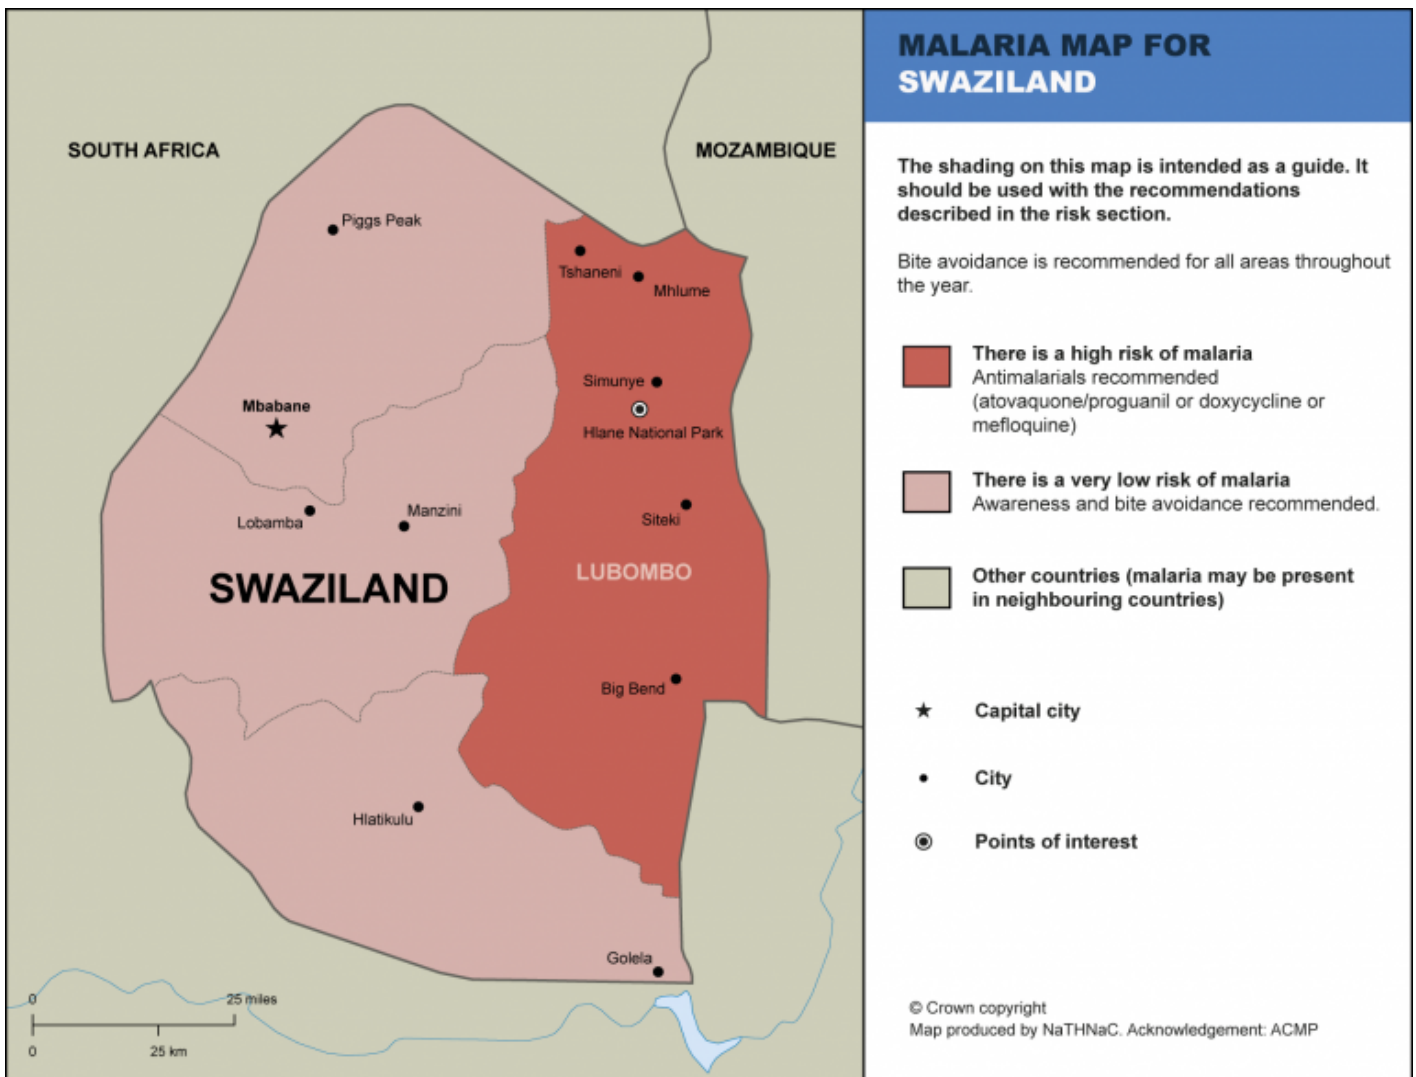 MALARIA MAP FOR
SWAZILAND
SOUTH AFRICA
MOZAMBIQUE
Piggs Peak
Tshaneni
Mhlume
Simunye
Hlane National Park
Mbabane
Lobamba
Manzini
Siteki
SWAZILAND
LUBOMBO
Big Bend
Hlatikulu
Golela
0
25 miles
0
25 km
The shading on this map is intended as a guide. It
should be used with the recommendations
described in the risk section.
Bite avoidance is recommended for all areas throughout
the year.
There is a high risk of malaria
Antimalarials recommended
(atovaquone/proguanil or doxycycline or
mefloquine)
There is a very low risk of malaria
Awareness and bite avoidance recommended.
Other countries (malaria may be present
in neighbouring countries)
Capital city
City
Points of interest
© Crown copyright
Map produced by NaTHNaC. Acknowledgement: ACMP